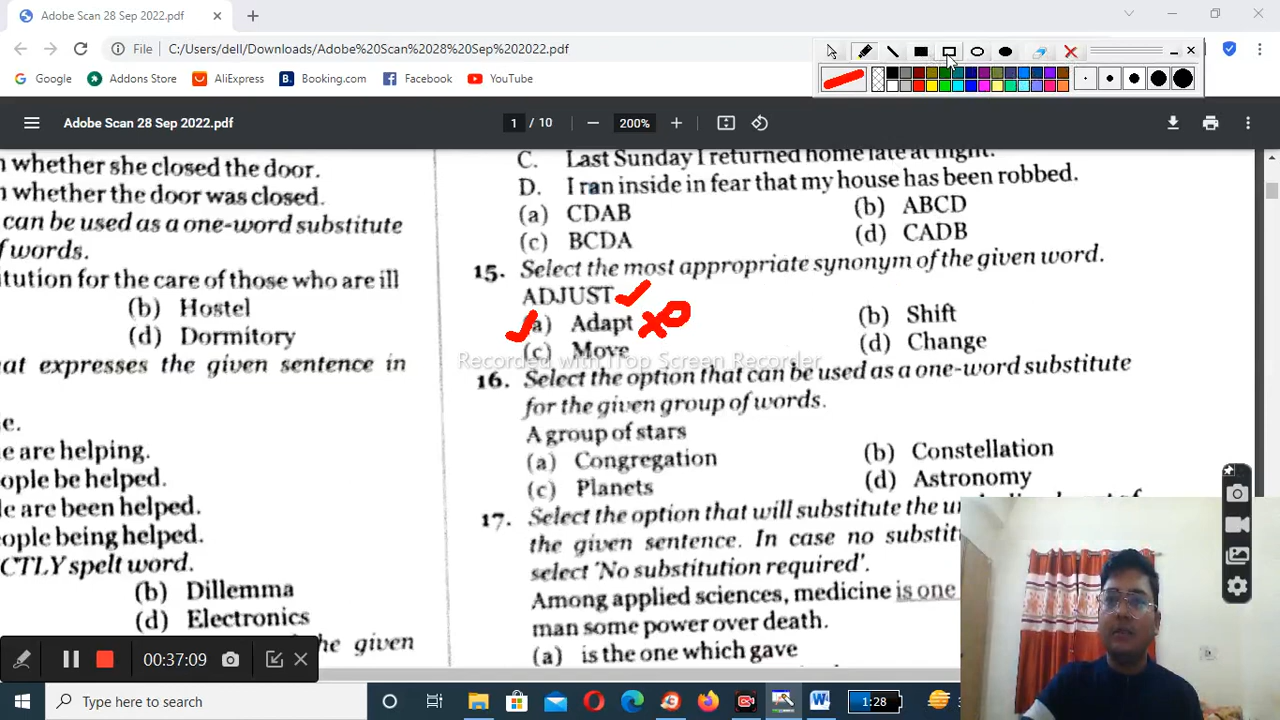 Adobe Scan 28 Sep 2022.pdf
File
C:/Users/dell/Downloads/Adobe%20Scan%2028%20Sep%202022.pdf
Google
Addons Store
AliExpress
B.
Booking.com
Facebook
YouTube
Adobe Scan 28 Sep 2022.pdf
1 / 10
200%
whether she closed the door.
whether the door was closed.
can be used as a one-word substitute
f words.
tution for the care of those who are ill
(b) Hostel
(d) Dormitory
at expresses the given sentence in
e.
e are helping.
ople be helped.
le are been helped.
ople being helped.
CTLY spelt word.
(b) Dillemma
(d) Electronics
he given
C. Last Sunday I returned home late at night.
D. I ran inside in fear that my house has been robbed.
(a) CDAB
(b) ABCD
(c) BCDA
(d) CADB
15. Select the most appropriate synonym of the given word.
ADJUST
(a) Adapt
(b) Shift
(c) Move
(d) Change
Recorded with iTop Screen Recorder
16. Select the option that can be used as a one-word substitute
for the given group of words.
A group of stars
(a) Congregation
(b) Constellation
(c) Planets
(d) Astronomy
17. Select the option that will substitute the
the given sentence. In case no substit
select 'No substitution required'.
Among applied sciences, medicine is one
man some power over death.
(a) is the one which gave
00:37:09
Type here to search
1:28